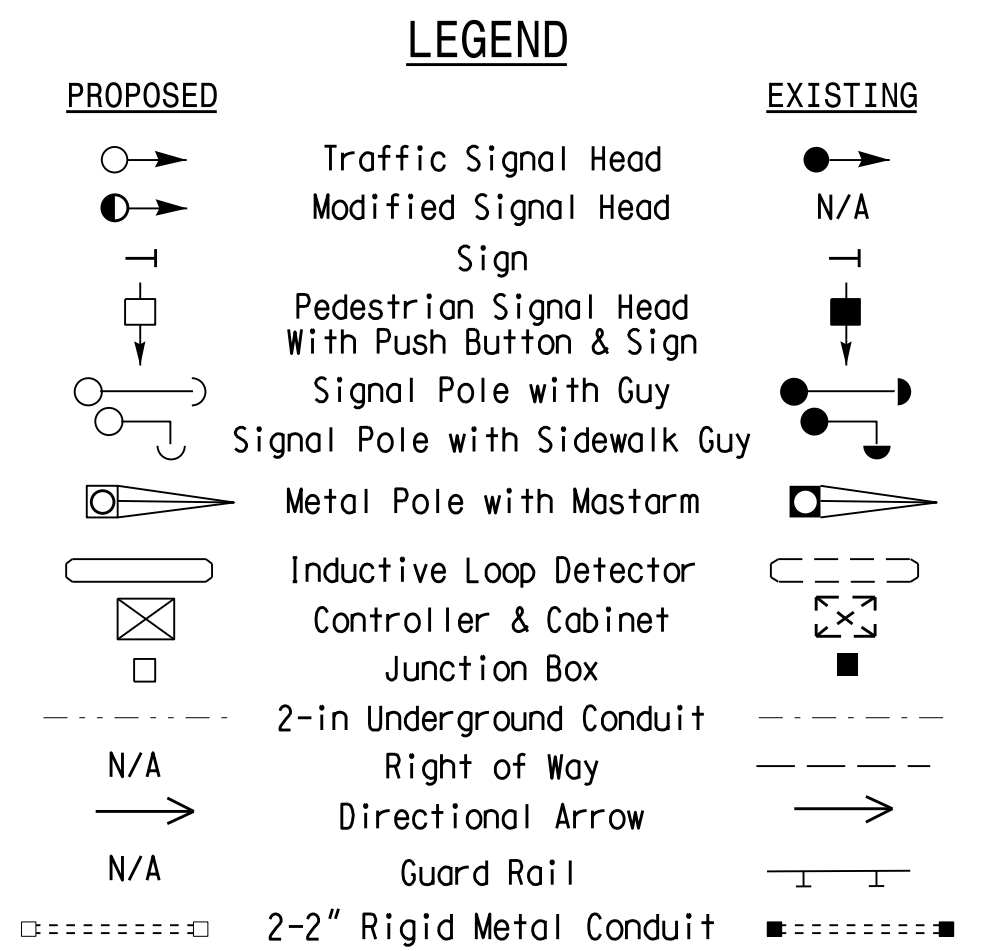 LEGEND
PROPOSED EXISTING
Traffic Signal Head
Modified Signal Head N/A
Sign
Pedestrian Signal Head
With Push Button & Sign
Signal Pole with Guy
Signal Pole with Sidewalk Guy
Metal Pole with Mastarm
Inductive Loop Detector
Controller & Cabinet
Junction Box
2-in Underground Conduit
N/A Right of Way
Directional Arrow
N/A Guard Rail
2-2" Rigid Metal Conduit